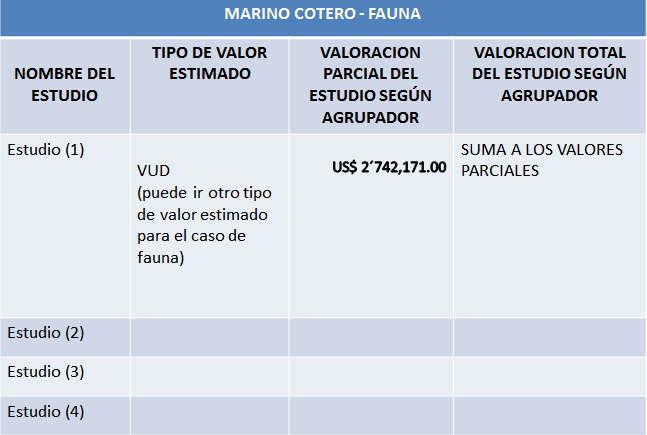 MARINO COTERO - FAUNA
NOMBRE DEL
ESTUDIO
TIPO DE VALOR
ESTIMADO
VALORACION
PARCIAL DEL
ESTUDIO SEGÚN
AGRUPADOR
VALORACION TOTAL
DEL ESTUDIO SEGÚN
AGRUPADOR
Estudio (1)
VUD
(puede ir otro tipo
de valor estimado
para el caso de
fauna)
US$ 2´742,171.00
SUMA A LOS VALORES
PARCIALES
Estudio (2)
Estudio (3)
Estudio (4)